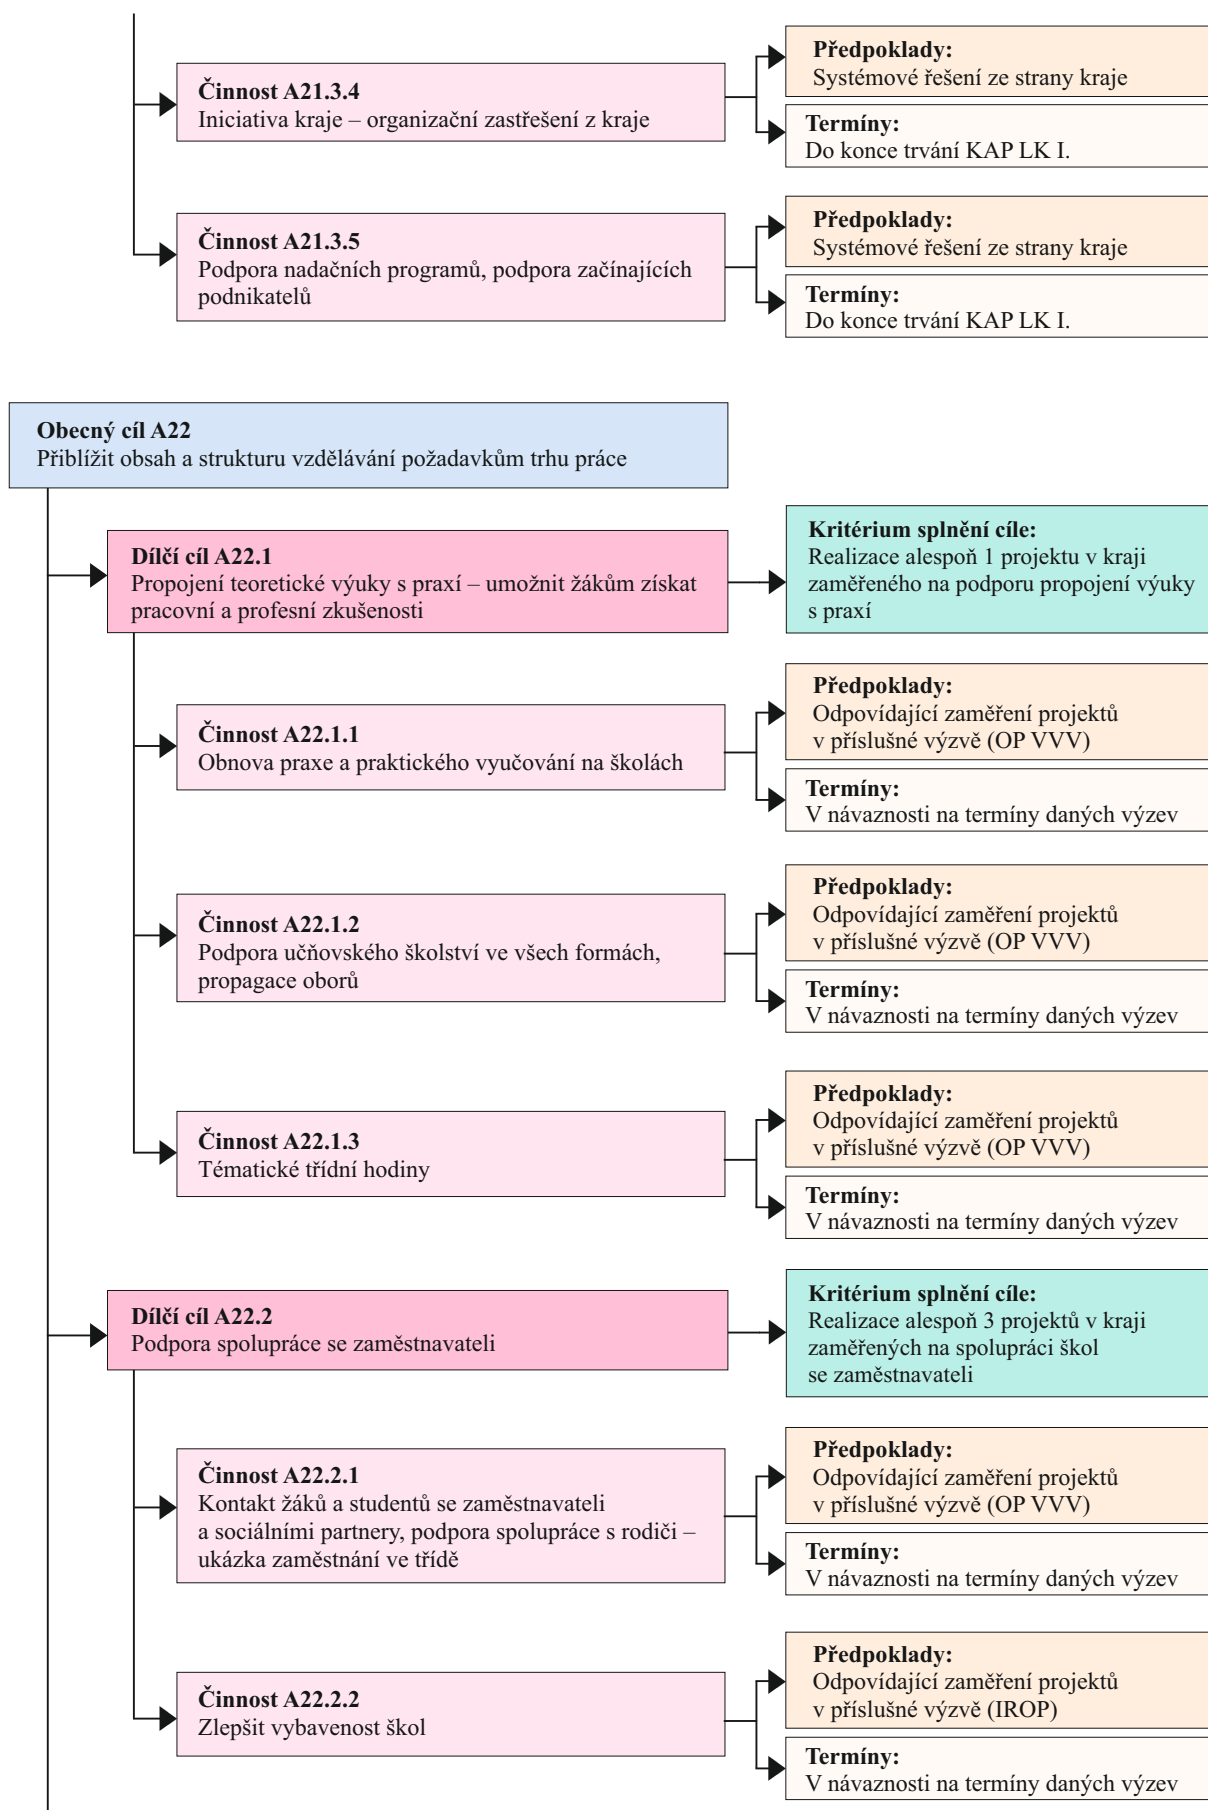 Činnost A21.3.4
Iniciativa kraje – organizační zastřešení z kraje
Předpoklady:
Systémové řešení ze strany kraje
Termíny:
Do konce trvání KAP LK I.
Činnost A21.3.5
Podpora nadačních programů, podpora začínajících
podnikatelů
Předpoklady:
Systémové řešení ze strany kraje
Termíny:
Do konce trvání KAP LK I.
Obecný cíl A22
Přiblížit obsah a strukturu vzdělávání požadavkům trhu práce
Dílčí cíl A22.1
Propojení teoretické výuky s praxí – umožnit žákům získat
pracovní a profesní zkušenosti
Kritérium splnění cíle:
Realizace alespoň 1 projektu v kraji
zaměřeného na podporu propojení výuky
s praxí
Činnost A22.1.1
Obnova praxe a praktického vyučování na školách
Předpoklady:
Odpovídající zaměření projektů
v příslušné výzvě (OP VVV)
Termíny:
V návaznosti na termíny daných výzev
Činnost A22.1.2
Podpora učňovského školství ve všech formách,
propagace oborů
Předpoklady:
Odpovídající zaměření projektů
v příslušné výzvě (OP VVV)
Termíny:
V návaznosti na termíny daných výzev
Činnost A22.1.3
Tématické třídní hodiny
Předpoklady:
Odpovídající zaměření projektů
v příslušné výzvě (OP VVV)
Termíny:
V návaznosti na termíny daných výzev
Dílčí cíl A22.2
Podpora spolupráce se zaměstnavateli
Kritérium splnění cíle:
Realizace alespoň 3 projektů v kraji
zaměřených na spolupráci škol
se zaměstnavateli
Činnost A22.2.1
Kontakt žáků a studentů se zaměstnavateli
a sociálními partnery, podpora spolupráce s rodiči –
ukázka zaměstnání ve třídě
Předpoklady:
Odpovídající zaměření projektů
v příslušné výzvě (OP VVV)
Termíny:
V návaznosti na termíny daných výzev
Činnost A22.2.2
Zlepšit vybavenost škol
Předpoklady:
Odpovídající zaměření projektů
v příslušné výzvě (IROP)
Termíny:
V návaznosti na termíny daných výzev